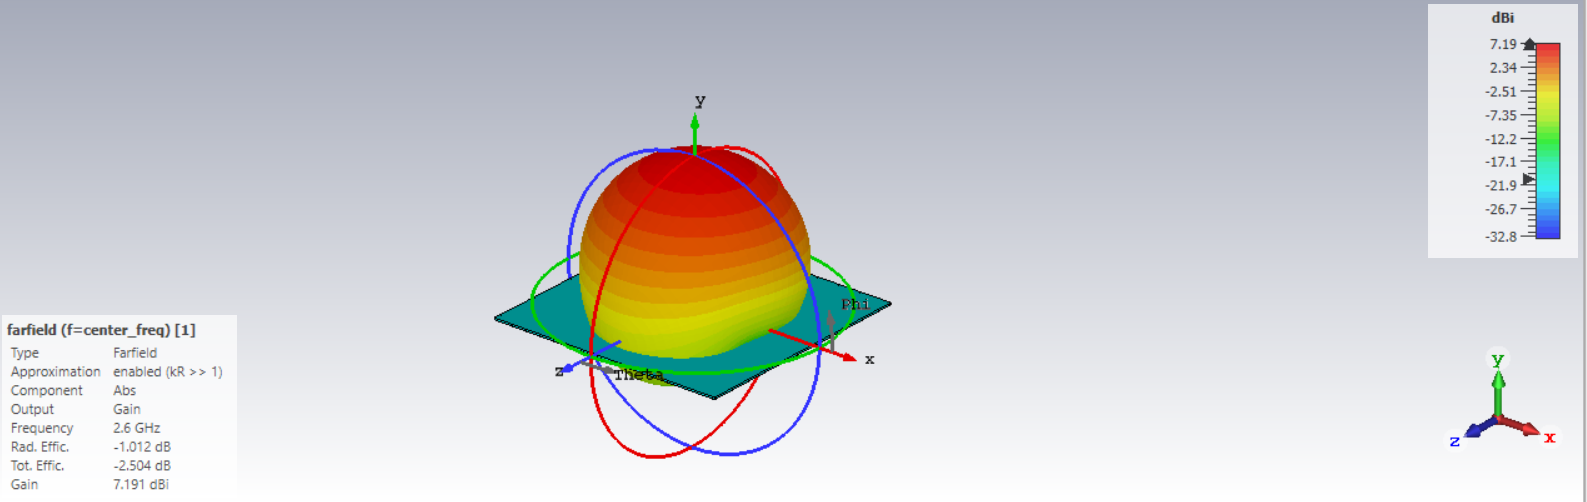 dBi
7.19
2.34
-2.51
-7.35
-12.2
-17.1
-21.9
-26.7
-32.8
y
Phi
x
z
Theta
farfield (f=center_freq) [1]
Type Farfield
Approximation enabled (kR >> 1)
Component Abs
Output Gain
Frequency 2.6 GHz
Rad. Effic. -1.012 dB
Tot. Effic. -2.504 dB
Gain 7.191 dBi
y
z
x